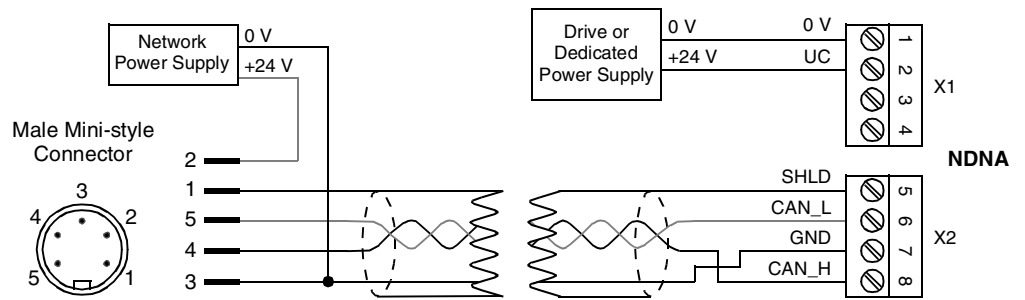 Network
Power Supply
0 V
+24 V
Drive or
Dedicated
Power Supply
0 V
0 V
+24 V
UC
1
2
3
4
X1
NDNA
Male Mini-style
Connector
3
4
2
5
1
2
1
5
4
3
SHLD
CAN_L
GND
CAN_H
5
6
7
8
X2